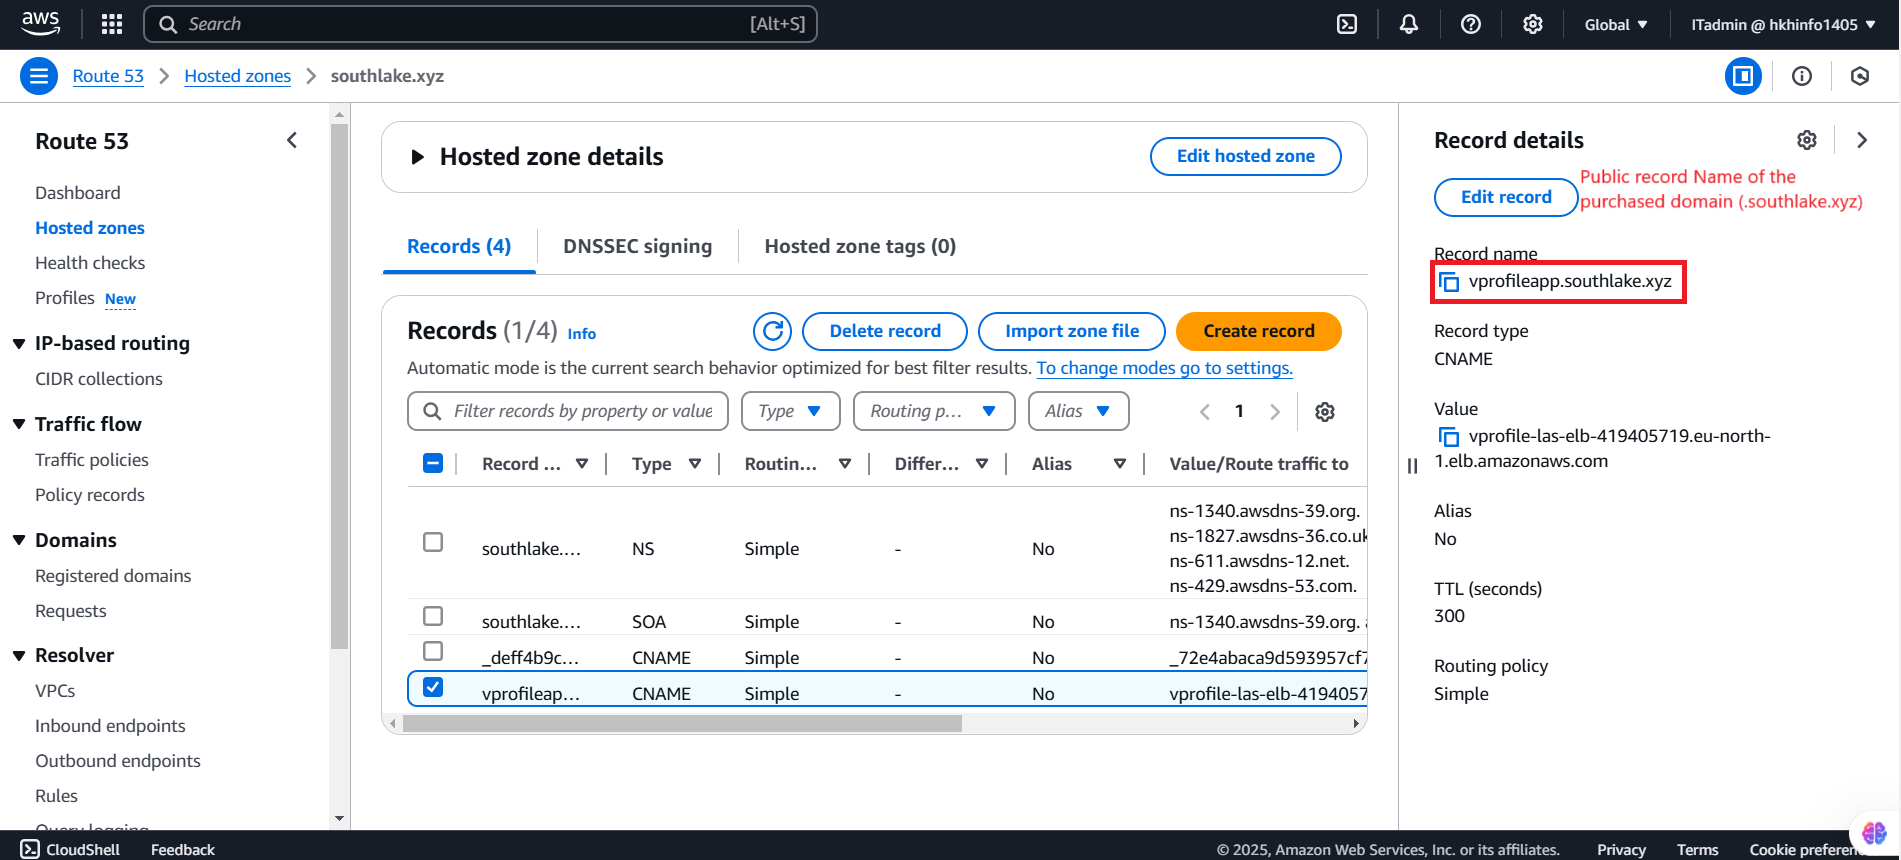 aws
Search
[Alt+S]
Global
ITadmin @ hkhinfo1405
Route 53
Hosted zones
southlake.xyz
Route 53
Dashboard
Hosted zones
Health checks
Profiles New
IP-based routing
CIDR collections
Traffic flow
Traffic policies
Policy records
Domains
Registered domains
Requests
Resolver
VPCs
Inbound endpoints
Outbound endpoints
Rules
Query logging
Hosted zone details
Edit hosted zone
Records (4)
DNSSEC signing
Hosted zone tags (0)
Records (1/4) Info
Delete record
Import zone file
Create record
Automatic mode is the current search behavior optimized for best filter results. To change modes go to settings.
Filter records by property or value
Type
Routing p...
Alias
1
Record ... Type Routin... Differ... Alias Value/Route traffic to
southlake.... NS Simple - No
ns-1340.awsdns-39.org.
ns-1827.awsdns-36.co.uk
ns-611.awsdns-12.net.
ns-429.awsdns-53.com.
southlake.... SOA Simple - No ns-1340.awsdns-39.org.
_deff4b9c... CNAME Simple - No _72e4abaca9d593957cf7
vprofileap... CNAME Simple - No vprofile-las-elb-4194057
Record details
Edit record
Public record Name of the
purchased domain (.southlake.xyz)
Record name
vprofileapp.southlake.xyz
Record type
CNAME
Value
vprofile-las-elb-419405719.eu-north-
1.elb.amazonaws.com
Alias
No
TTL (seconds)
300
Routing policy
Simple
CloudShell
Feedback
© 2025, Amazon Web Services, Inc. or its affiliates.
Privacy
Terms
Cookie preferen